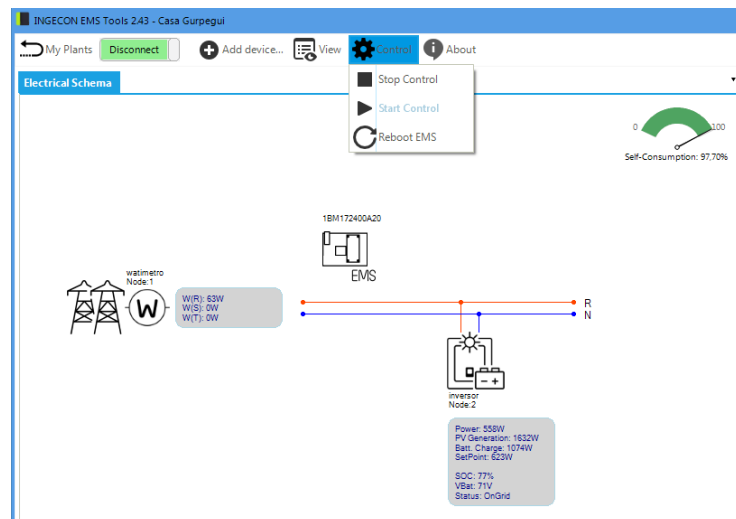 INGECON EMS Tools 2.43 - Casa Gurpegui
My Plants Disconnect Add device... View Control About
Stop Control
Start Control
Reboot EMS
Electrical Schema
0 100
Self-Consumption: 97,70%
1BM172400A20
EMS
watimetro
Node:1
W
W(R): 63W
W(S): 0W
W(T): 0W
R
N
inversor
Node:2
Power: 558W
PV Generation: 1632W
Batt. Charge: 1074W
SetPoint: 623W
SOC: 77%
VBat: 71V
Status: OnGrid